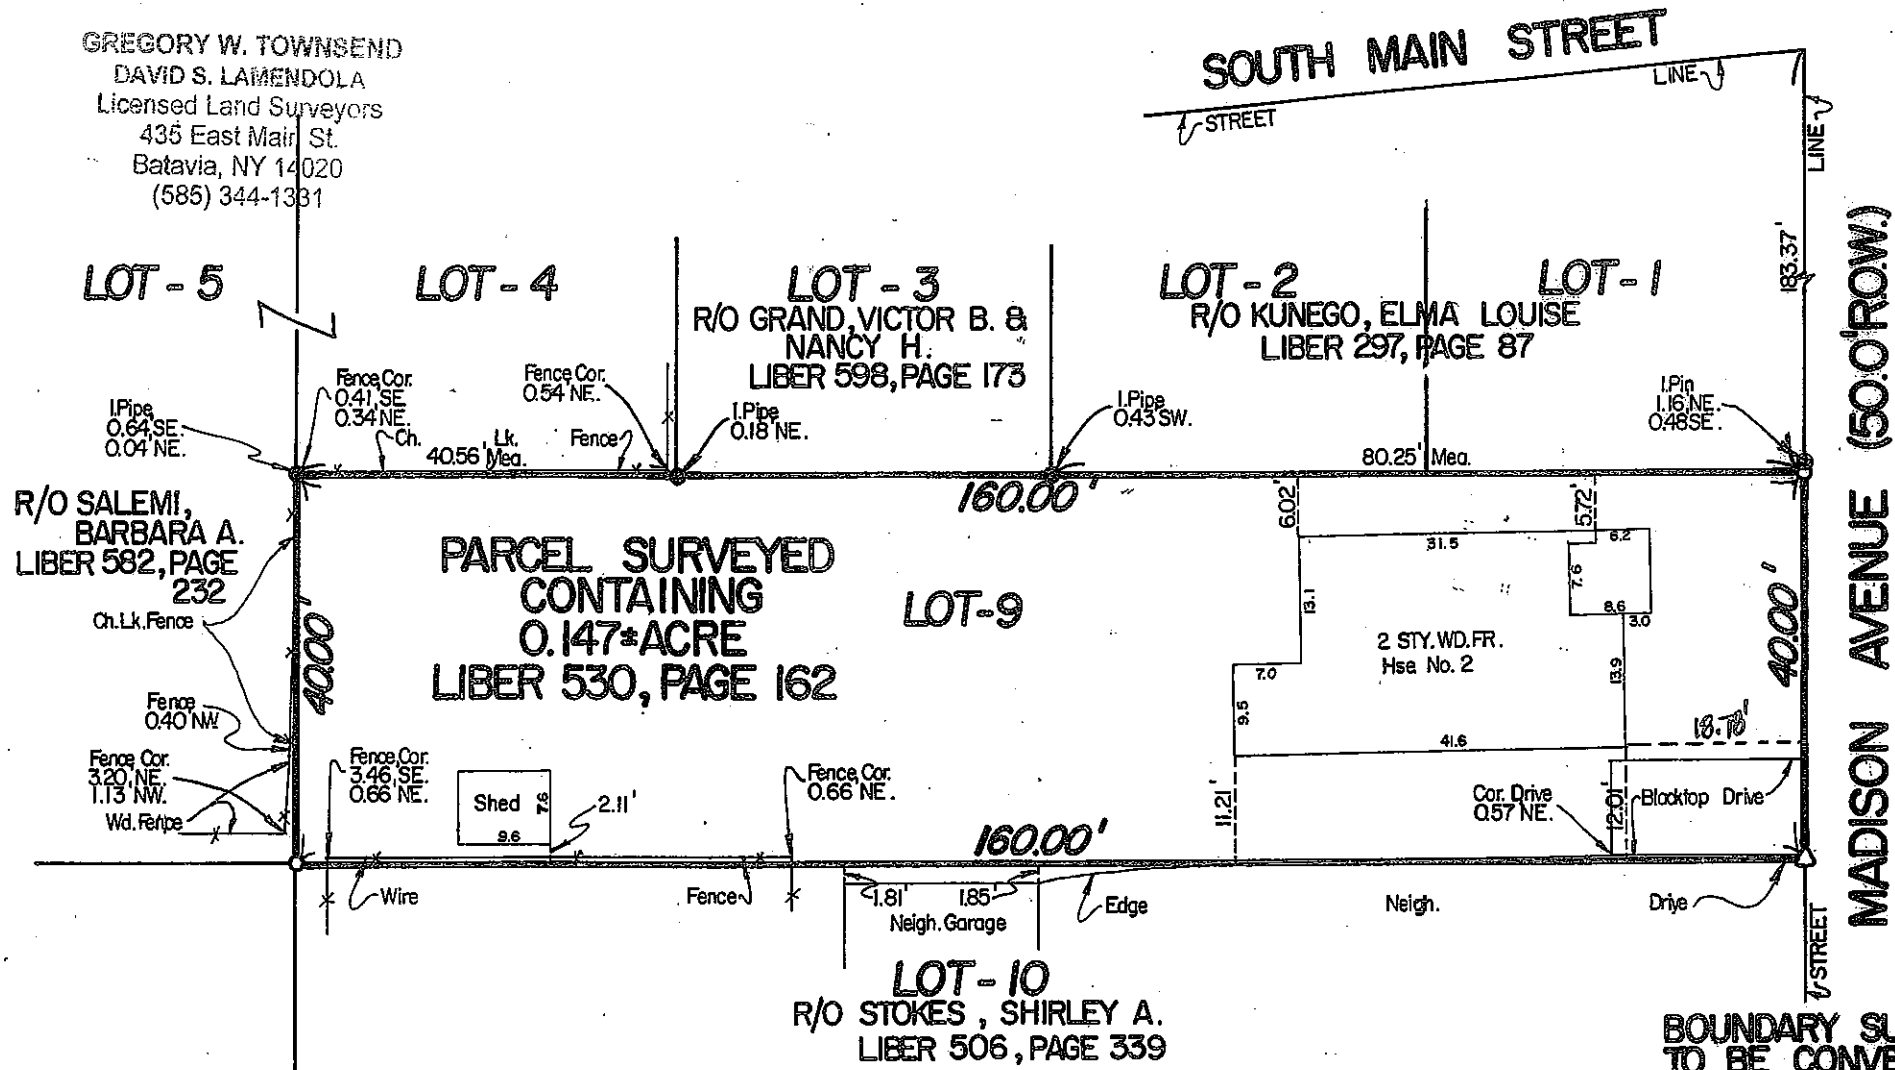 GREGORY W. TOWNSEND
DAVID S. LAMENDOLA
Licensed Land Surveyors
435 East Main St.
Batavia, NY 14020
(585) 344-1331
SOUTH MAIN STREET
STREET
LINE
LINE
183.37'
MADISON AVENUE (50.0' R.O.W.)
LOT - 5
LOT - 4
LOT - 3
R/O GRAND, VICTOR B. &
NANCY H.
LIBER 598, PAGE 173
LOT - 2
LOT - 1
R/O KUNEGO, ELMA LOUISE
LIBER 297, PAGE 87
I.Pipe
0.64' SE.
0.04' NE.
Fence Cor.
0.41' SE.
0.34' NE.
Fence Cor.
0.54' NE.
I.Pipe
0.18' NE.
I.Pipe
0.43' SW.
I.Pin
1.16' NE.
0.48' SE.
Ch. Lk. Fence
40.56' Mea.
80.25' Mea.
160.00'
R/O SALEMI,
BARBARA A.
LIBER 582, PAGE
232
Ch. Lk. Fence
40.00'
PARCEL SURVEYED
CONTAINING
0.147± ACRE
LIBER 530, PAGE 162
LOT-9
6.02'
5.72'
31.5
6.2
7.6
8.6
3.0
13.1
7.0
9.5
13.9
41.6
2 STY. WD. FR.
Hse No. 2
40.00'
18.78'
Fence
0.40' NW
Fence Cor.
3.20' NE.
1.13' NW.
Wd. Fence
Fence Cor.
3.46' SE.
0.66' NE.
Shed
7.6
9.6
2.11'
Fence Cor.
0.66' NE.
11.21'
Cor. Drive
0.57' NE.
12.01'
Blacktop Drive
160.00'
Wire
Fence
1.81'
1.85'
Neigh. Garage
Edge
Neigh.
Drive
STREET
LOT - 10
R/O STOKES, SHIRLEY A.
LIBER 506, PAGE 339
BOUNDARY SU
TO BE CONVE